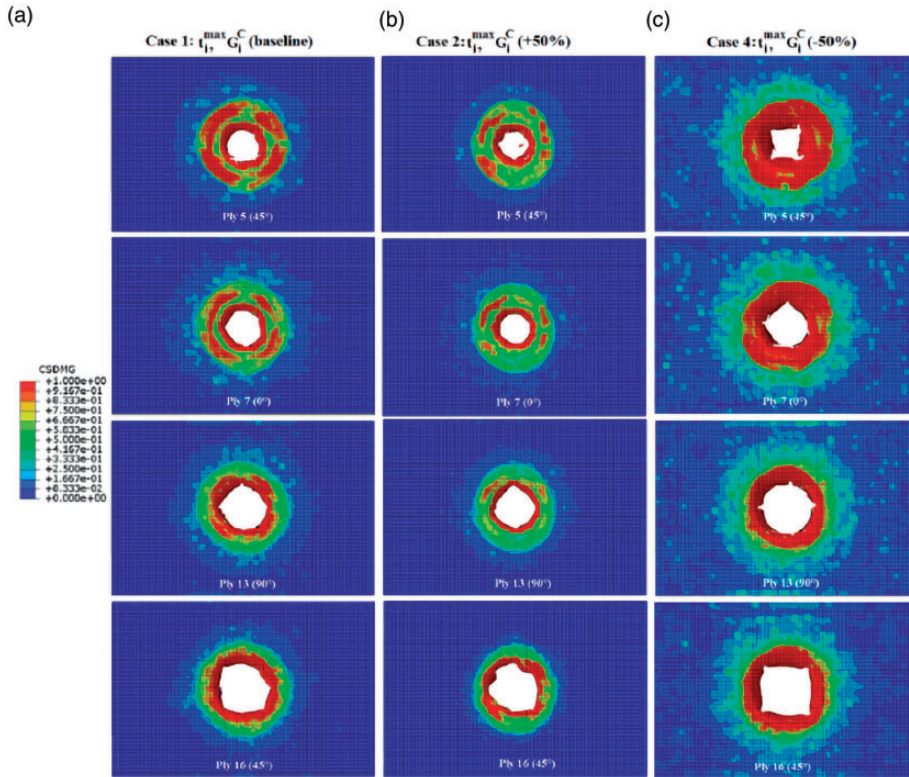 (a)
(b)
(c)
Case 1: t_i^max, G_i^C (baseline)
Case 2: t_i^max, G_i^C (+50%)
Case 4: t_i^max, G_i^C (-50%)
Ply 5 (45°)
Ply 5 (45°)
Ply 5 (45°)
Ply 7 (0°)
Ply 7 (0°)
Ply 7 (0°)
CSDMG
+1.000e+00
+9.167e-01
+8.333e-01
+7.500e-01
+6.667e-01
+5.833e-01
+5.000e-01
+4.167e-01
+3.333e-01
+2.500e-01
+1.667e-01
+8.333e-02
+0.000e+00
Ply 13 (90°)
Ply 13 (90°)
Ply 13 (90°)
Ply 16 (45°)
Ply 16 (45°)
Ply 16 (45°)